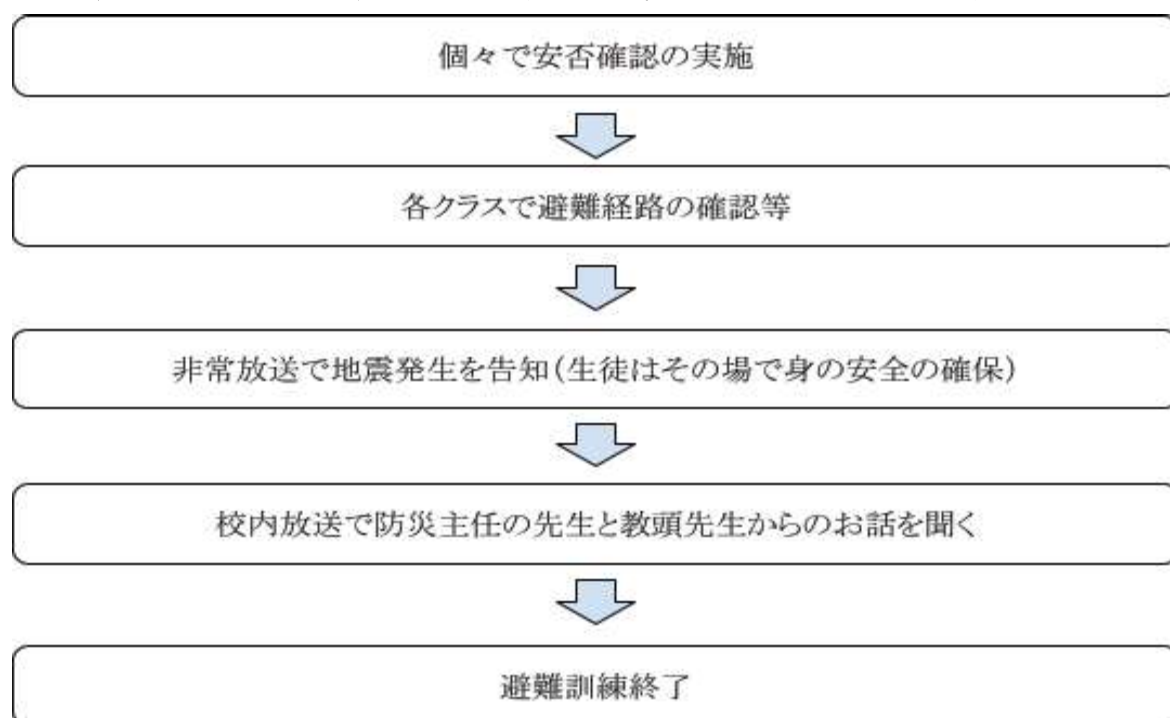 個々で安否確認の実施
各クラスで避難経路の確認等
非常放送で地震発生を告知(生徒はその場で身の安全の確保)
校内放送で防災主任の先生と教頭先生からのお話を聞く
避難訓練終了